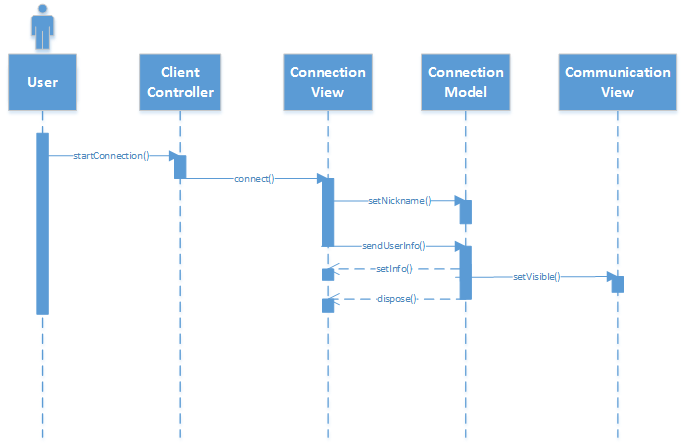 User
Client
Controller
Connection
View
Connection
Model
Communication
View
startConnection()
connect()
setNickname()
sendUserInfo()
setInfo()
setVisible()
dispose()